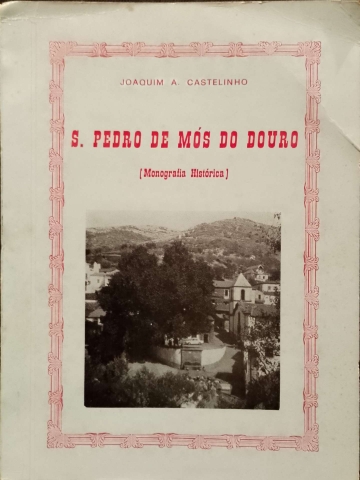 JOAQUIM A. CASTELINHO
S. PEDRO DE MÓS DO DOURO
(Monografia Histórica)